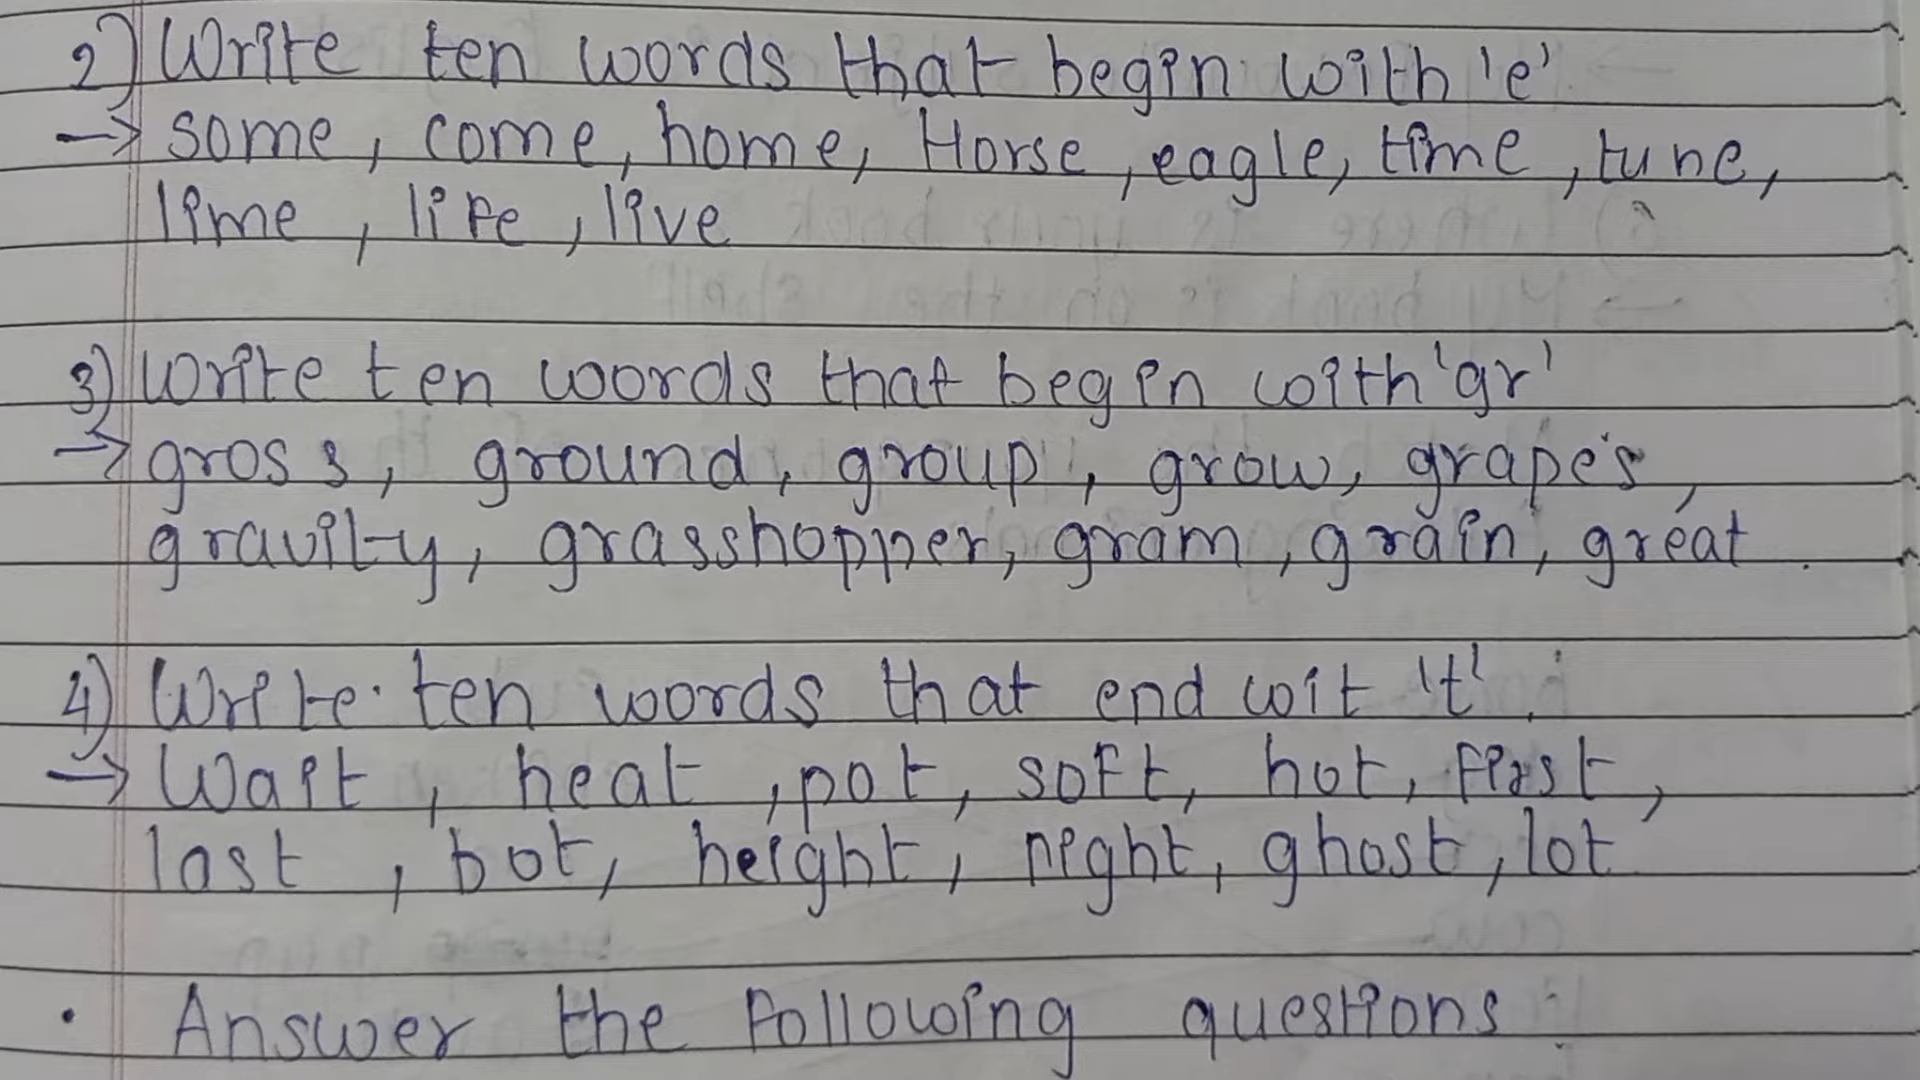 2) Write ten words that begin with 'e'
→ some, come, home, Horse, eagle, time, tune,
lime, life, live
3) Write ten words that begin with 'gr'
→ gross, ground, group, grow, grapes,
gravity, grasshopper, gram, grain, great.
4) Write ten words that end wit 't'.
→ Wait, heat, pot, soft, hot, first,
last, bot, height, night, ghost, lot
• Answer the following questions